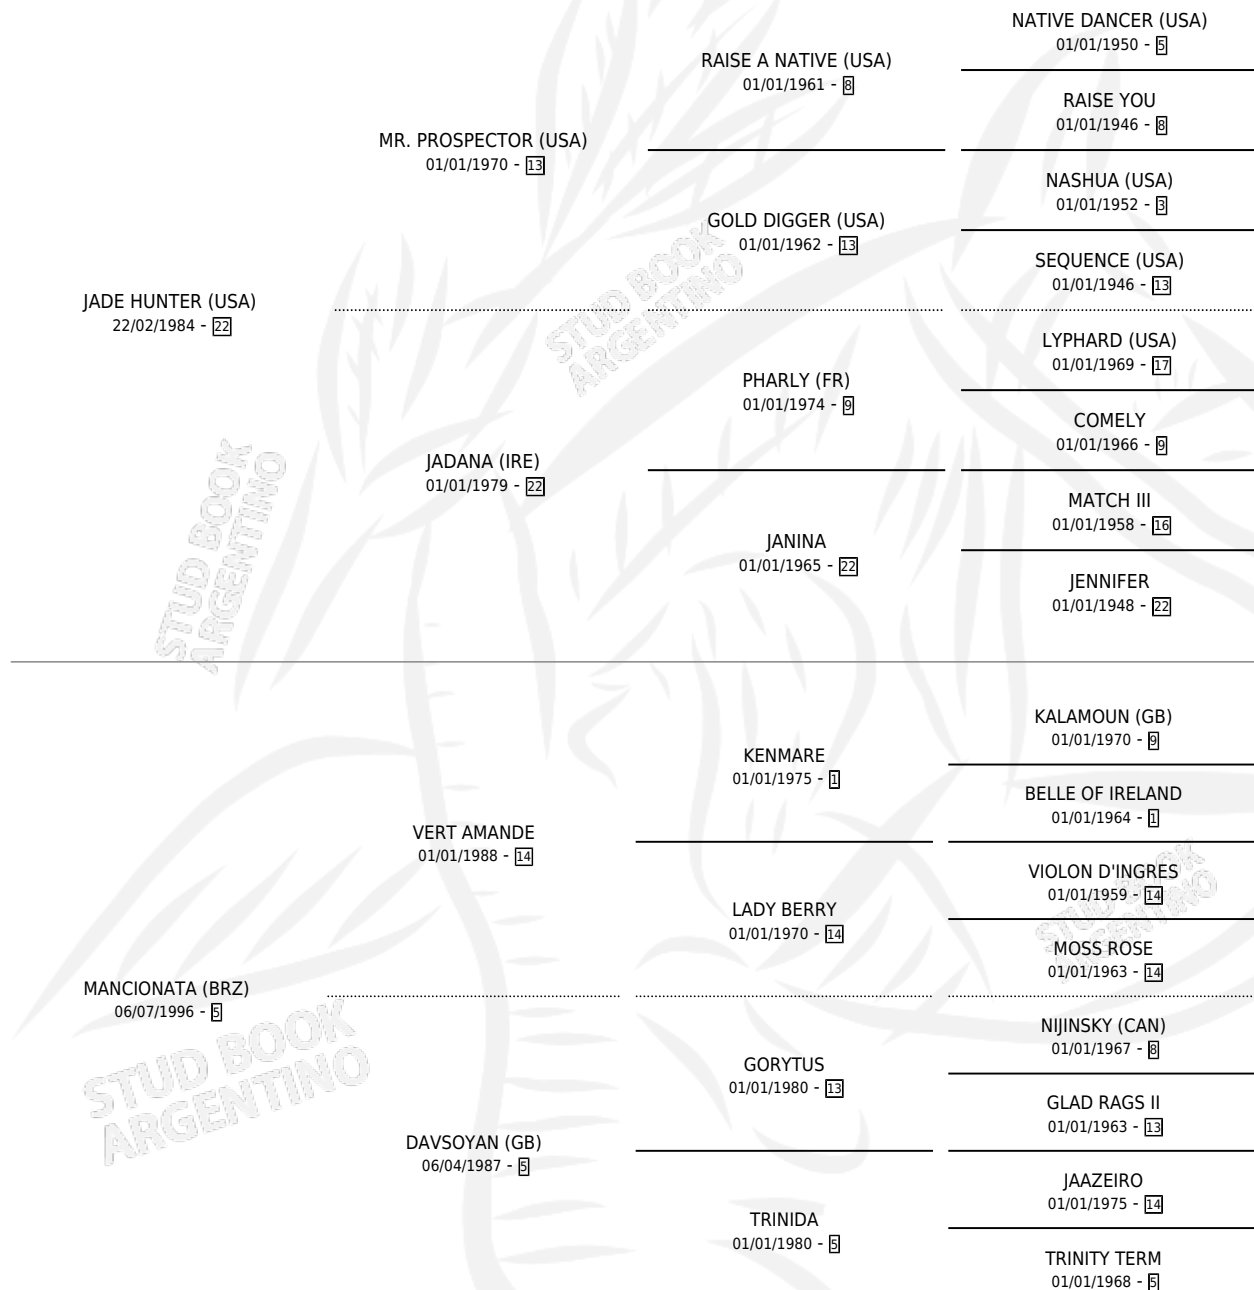 NATIVE DANCER (USA)
01/01/1950 - 5
RAISE A NATIVE (USA)
01/01/1961 - 8
RAISE YOU
01/01/1946 - 8
MR. PROSPECTOR (USA)
01/01/1970 - 13
NASHUA (USA)
01/01/1952 - 3
GOLD DIGGER (USA)
01/01/1962 - 13
SEQUENCE (USA)
01/01/1946 - 13
JADE HUNTER (USA)
22/02/1984 - 22
STUD BOOK
ARGENTINO
LYPHARD (USA)
01/01/1969 - 17
PHARLY (FR)
01/01/1974 - 9
COMELY
01/01/1966 - 9
JADANA (IRE)
01/01/1979 - 22
MATCH III
01/01/1958 - 16
JANINA
01/01/1965 - 22
JENNIFER
01/01/1948 - 22
STUD BOOK
ARGENTINO
KALAMOUN (GB)
01/01/1970 - 9
KENMARE
01/01/1975 - 1
BELLE OF IRELAND
01/01/1964 - 1
VERT AMANDE
01/01/1988 - 14
VIOLON D'INGRES
01/01/1959 - 14
LADY BERRY
01/01/1970 - 14
STUD BOOK
ARGENTINO
MOSS ROSE
01/01/1963 - 14
MANCIONATA (BRZ)
06/07/1996 - 5
STUD BOOK
ARGENTINO
NIJINSKY (CAN)
01/01/1967 - 8
GORYTUS
01/01/1980 - 13
GLAD RAGS II
01/01/1963 - 13
DAVSOYAN (GB)
06/04/1987 - 5
JAAZEIRO
01/01/1975 - 14
TRINIDA
01/01/1980 - 5
TRINITY TERM
01/01/1968 - 5